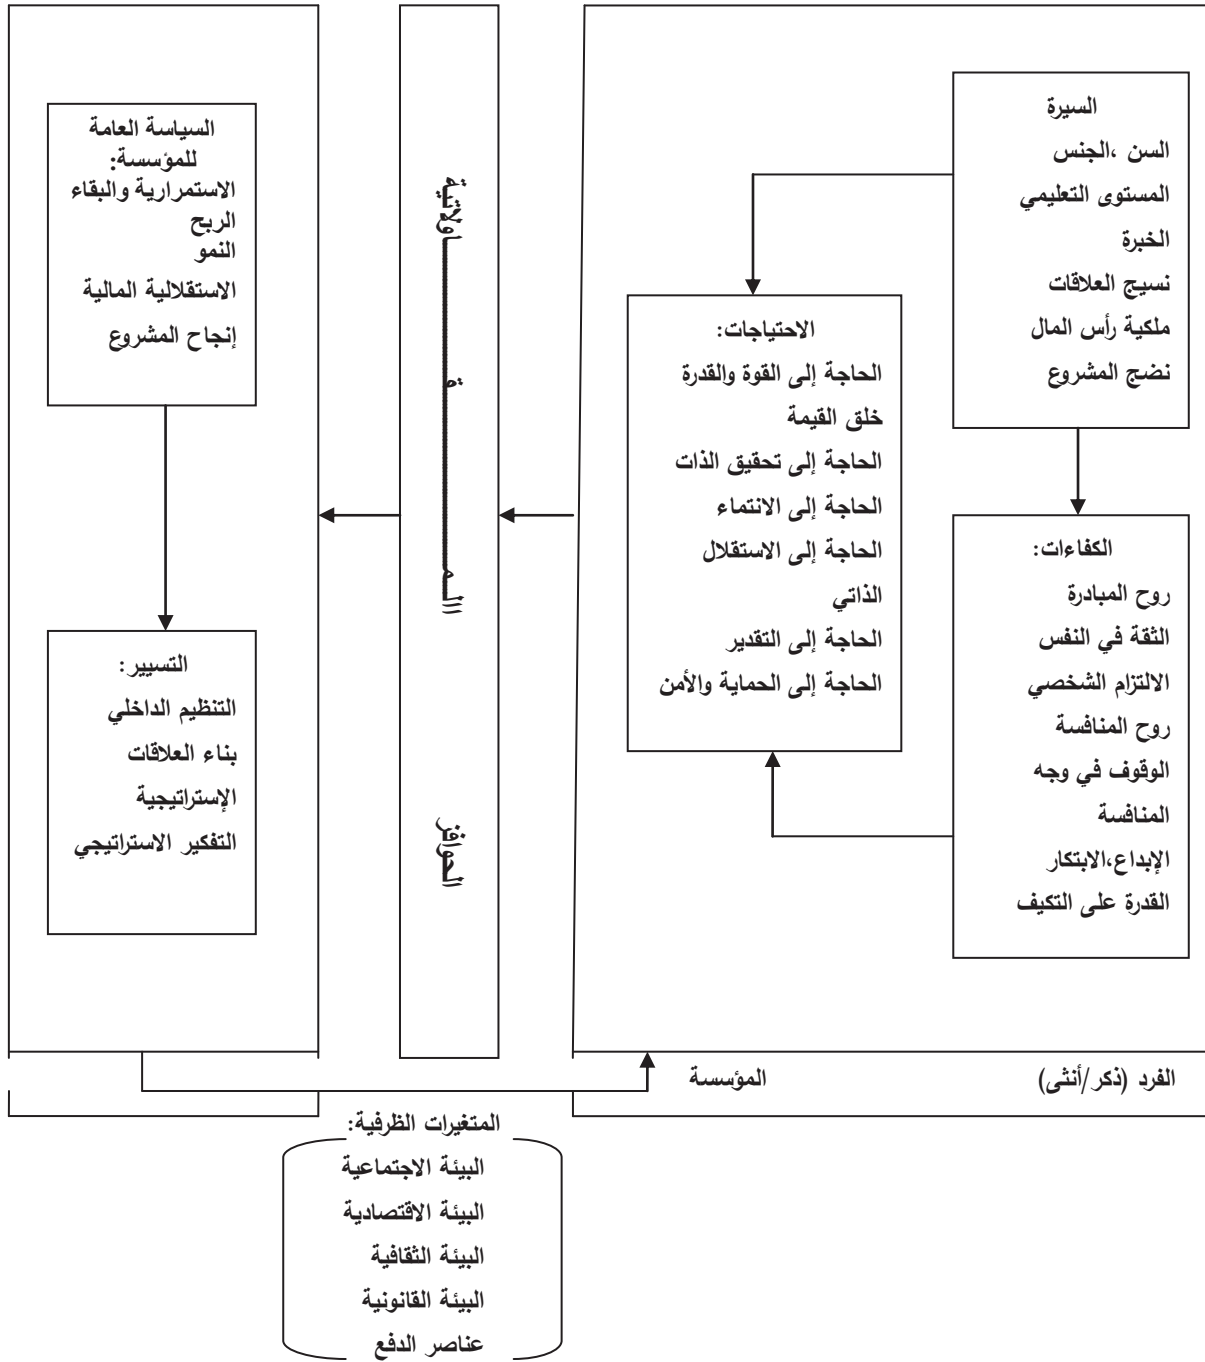 السيرة
السن ،الجنس
المستوى التعليمي
الخبرة
نسيج العلاقات
ملكية رأس المال
نضج المشروع
الكفاءات:
روح المبادرة
الثقة في النفس
الالتزام الشخصي
روح المنافسة
الوقوف في وجه
المنافسة
الإبداع،الابتكار
القدرة على التكيف
الاحتياجات:
الحاجة إلى القوة والقدرة
خلق القيمة
الحاجة إلى تحقيق الذات
الحاجة إلى الانتماء
الحاجة إلى الاستقلال
الذاتي
الحاجة إلى التقدير
الحاجة إلى الحماية والأمن
الحوافز المـــــــــة اولاتية
السياسة العامة
للمؤسسة:
الاستمرارية والبقاء
الربح
النمو
الاستقلالية المالية
إنجاح المشروع
التسيير:
التنظيم الداخلي
بناء العلاقات
الإستراتيجية
التفكير الاستراتيجي
الفرد (ذكر/أنثى)
المؤسسة
المتغيرات الظرفية:
البيئة الاجتماعية
البيئة الاقتصادية
البيئة الثقافية
البيئة القانونية
عناصر الدفع